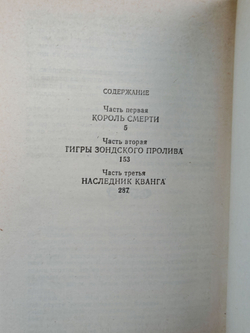 СОДЕРЖАНИЕ
Часть первая
КОРОЛЬ СМЕРТИ
5
Часть вторая
ТИГРЫ ЗОНДСКОГО ПРОЛИВА
153
Часть третья
НАСЛЕДНИК КВАНГА
287